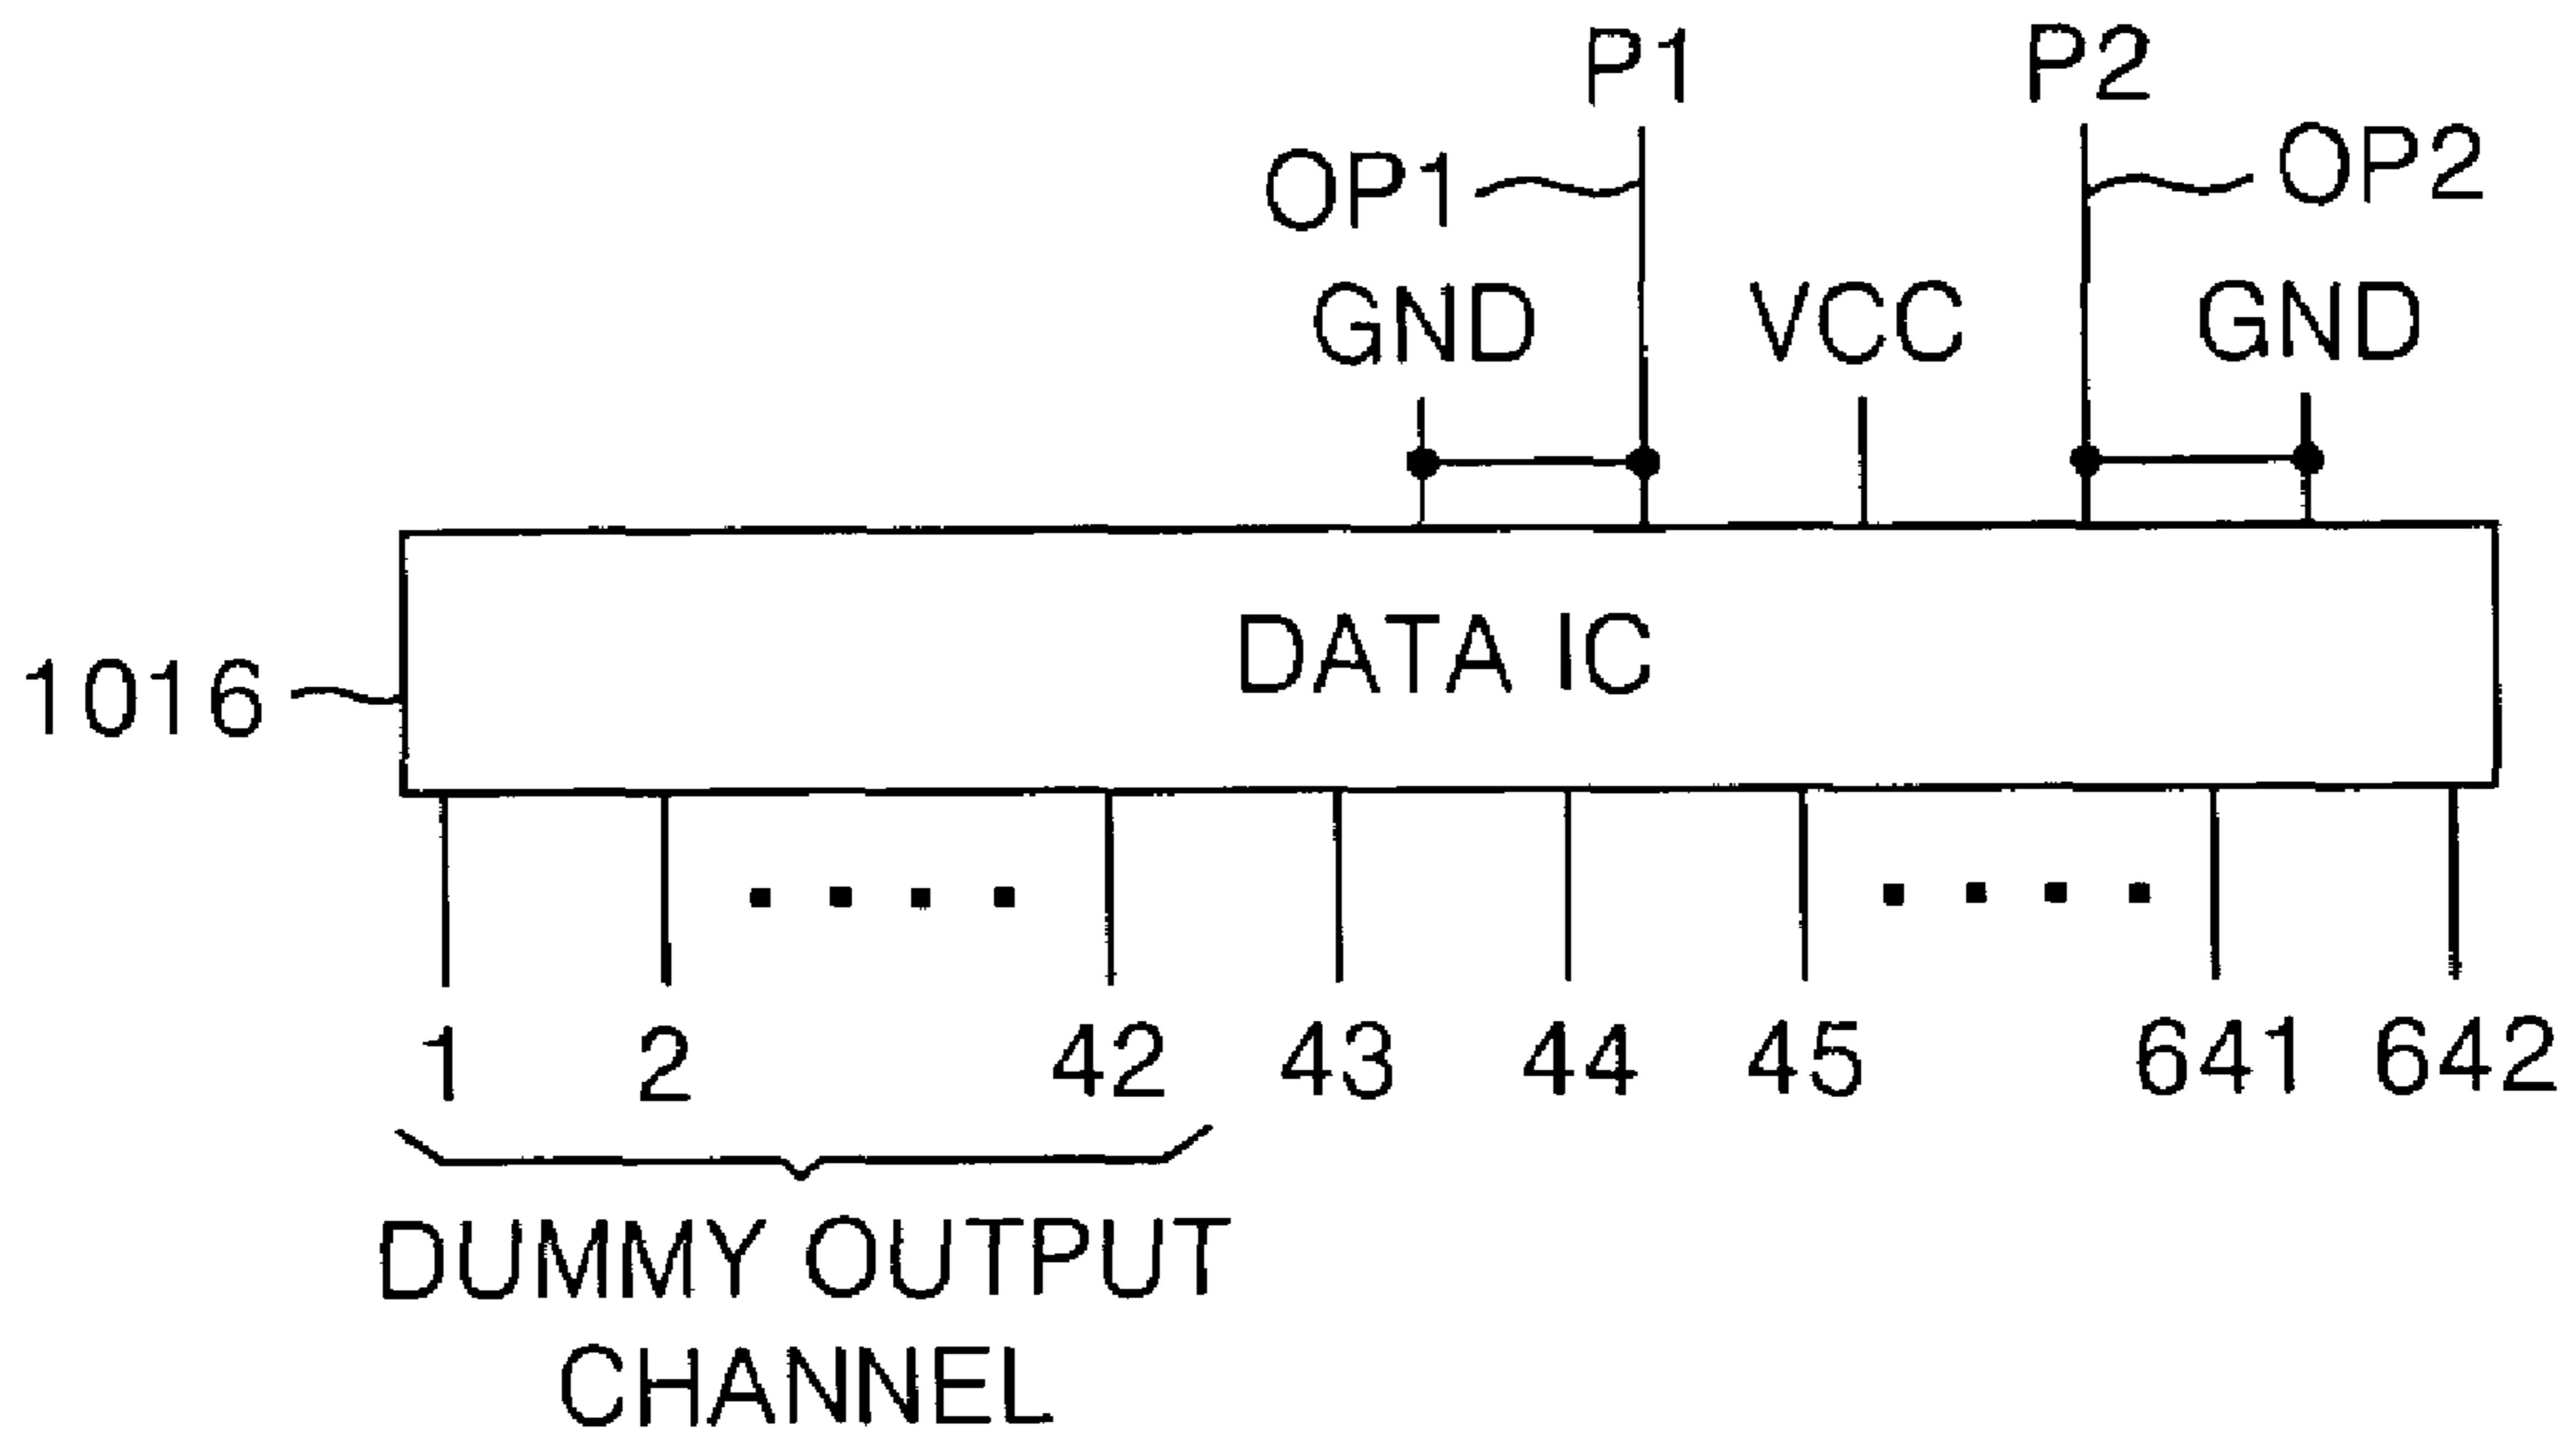 P1 P2
OP1 OP2
GND VCC GND
DATA IC
1016
1 2 42 43 44 45 641 642
DUMMY OUTPUT
CHANNEL